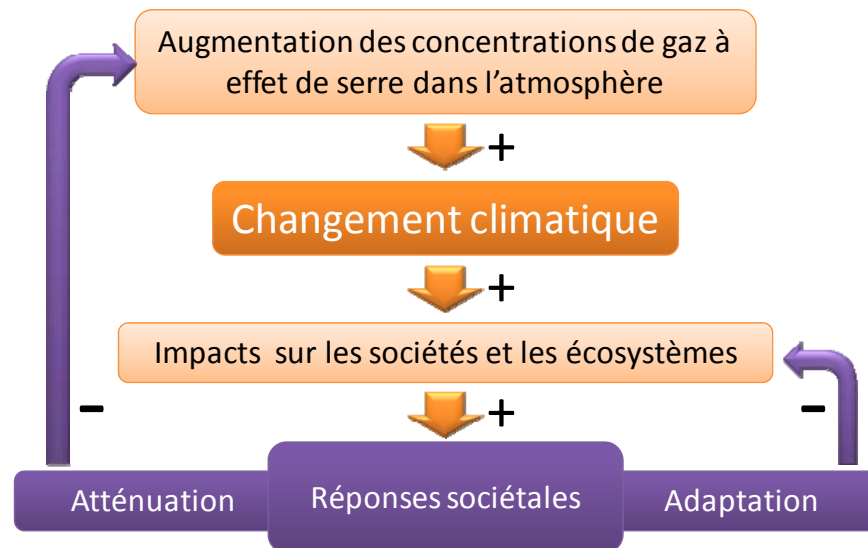 Augmentation des concentrations de gaz à
effet de serre dans l’atmosphère
+
Changement climatique
+
Impacts sur les sociétés et les écosystèmes
− + −
Atténuation Réponses sociétales Adaptation